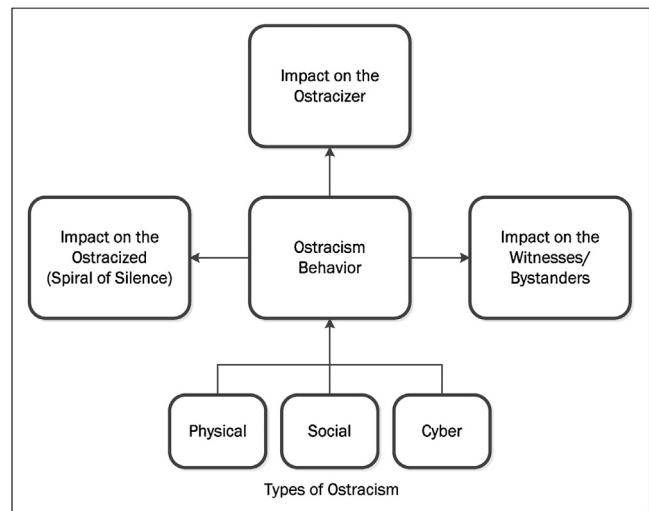 Impact on the
Ostracizer
Impact on the
Ostracized
(Spiral of Silence)
Ostracism
Behavior
Impact on the
Witnesses/
Bystanders
Physical
Social
Cyber
Types of Ostracism